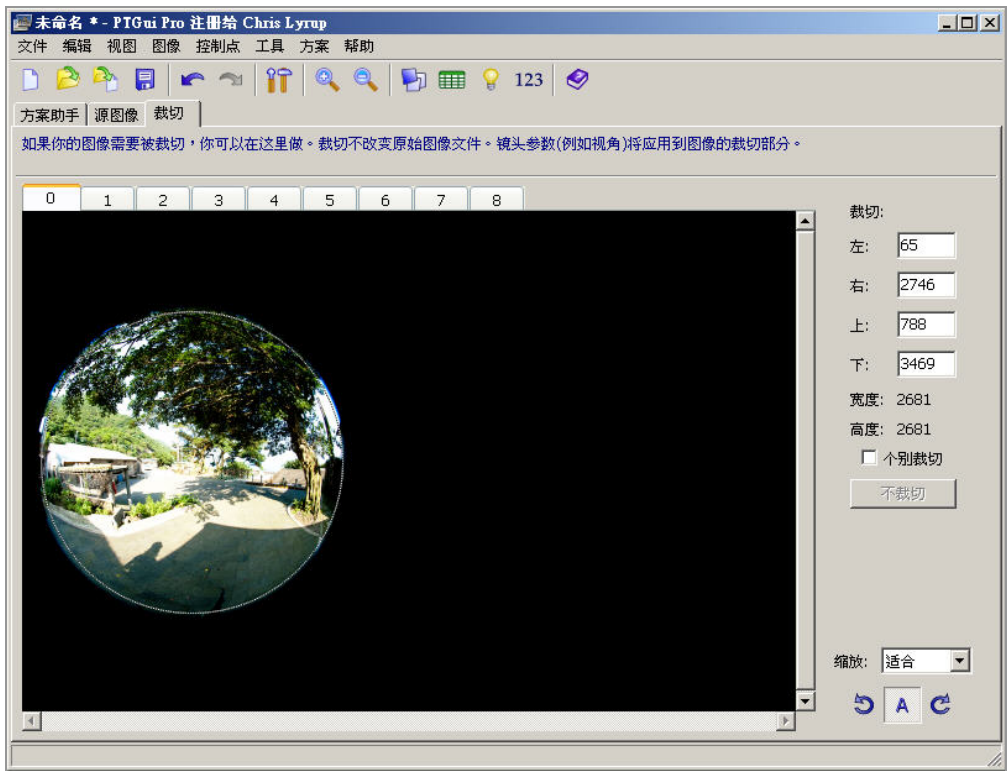 未命名 * - PTGui Pro 注册给 Chris Lyrup
文件 编辑 视图 图像 控制点 工具 方案 帮助
123
方案助手 源图像 裁切
如果你的图像需要被裁切，你可以在这里做。裁切不改变原始图像文件。镜头参数(例如视角)将应用到图像的裁切部分。
0 1 2 3 4 5 6 7 8
裁切:
左: 65
右: 2746
上: 788
下: 3469
宽度: 2681
高度: 2681
个别裁切
不裁切
缩放: 适合
A